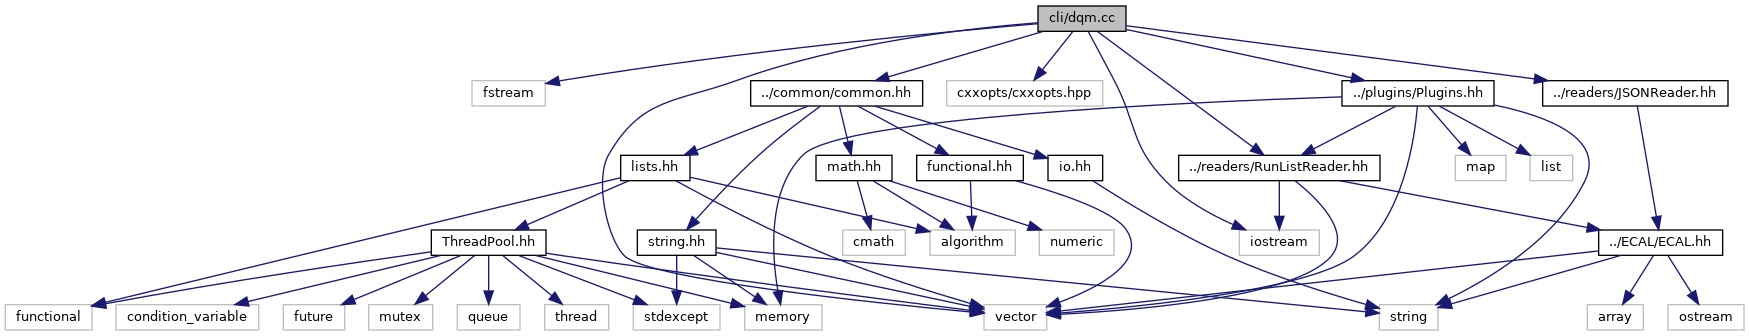 cli/dqm.cc
fstream
../common/common.hh
cxxopts/cxxopts.hpp
../plugins/Plugins.hh
../readers/JSONReader.hh
lists.hh
math.hh
functional.hh
io.hh
../readers/RunListReader.hh
map
list
ThreadPool.hh
string.hh
cmath
algorithm
numeric
iostream
../ECAL/ECAL.hh
functional
condition_variable
future
mutex
queue
thread
stdexcept
memory
vector
string
array
ostream